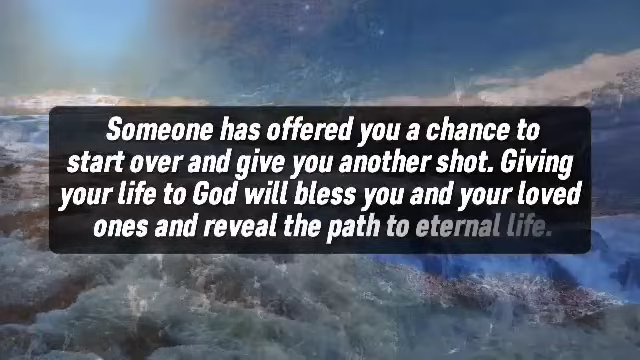 Someone has offered you a chance to
start over and give you another shot. Giving
your life to God will bless you and your loved
ones and reveal the path to eternal life.